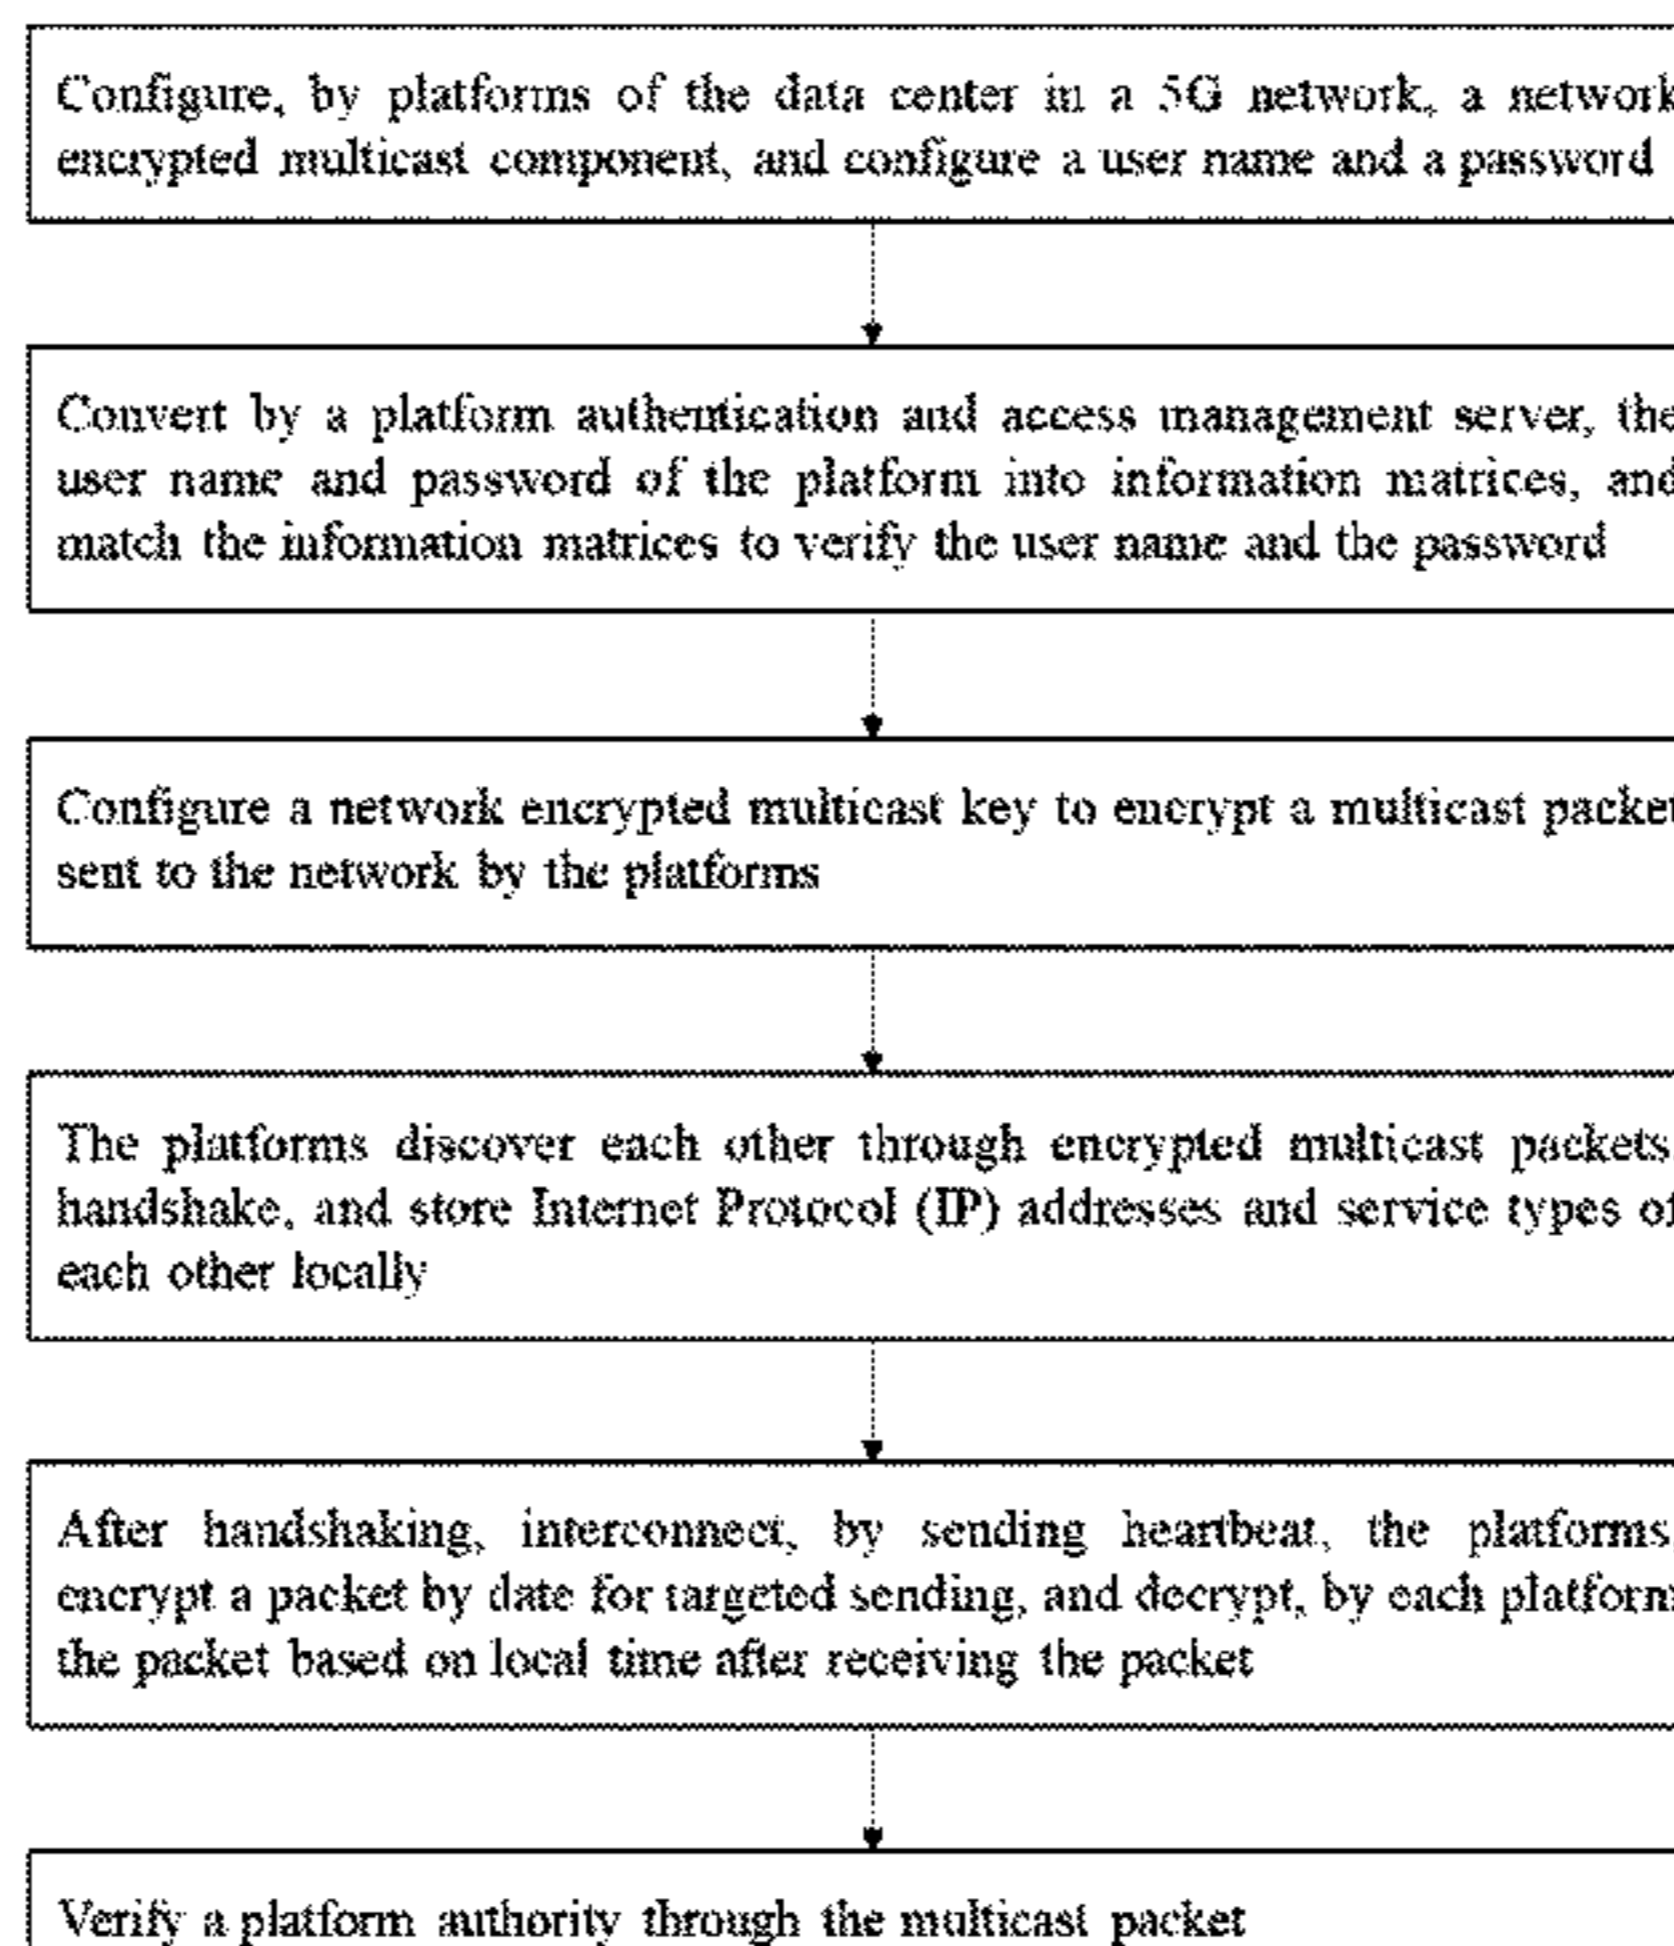 Configure, by platforms of the data center in a 5G network, a network
encrypted multicast component, and configure a user name and a password
Convert by a platform authentication and access management server, the
user name and password of the platform into information matrices, and
match the information matrices to verify the user name and the password
Configure a network encrypted multicast key to encrypt a multicast packet
sent to the network by the platforms
The platforms discover each other through encrypted multicast packets,
handshake, and store Internet Protocol (IP) addresses and service types of
each other locally
After handshaking, interconnect, by sending heartbeat, the platforms,
encrypt a packet by date for targeted sending, and decrypt, by each platform
the packet based on local time after receiving the packet
Verify a platform authority through the multicast packet